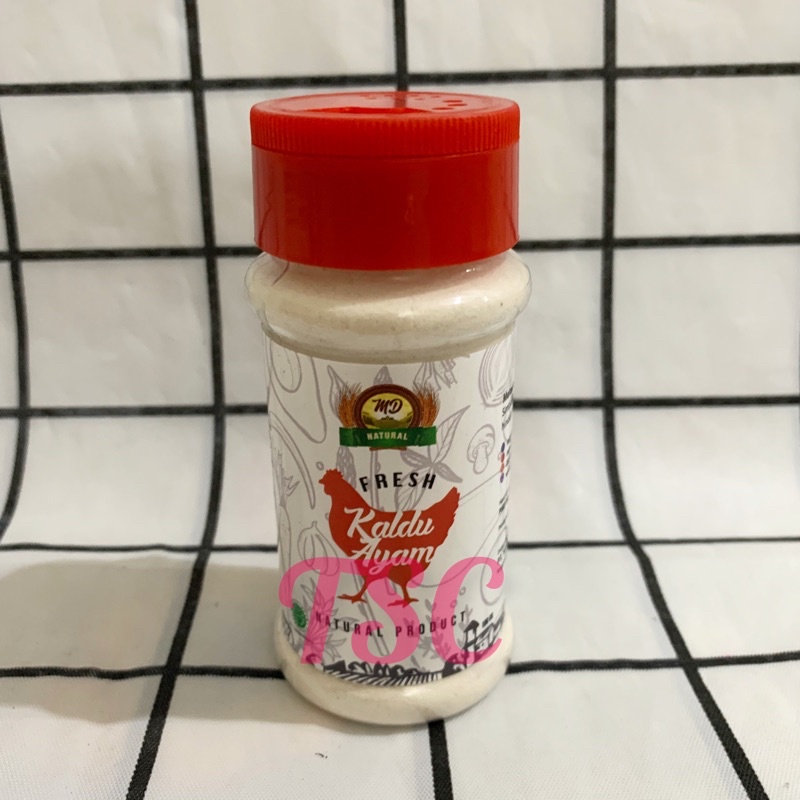 MD
NATURAL
FRESH
Kaldu
Ayam
TSC
NATURAL PRODUCT